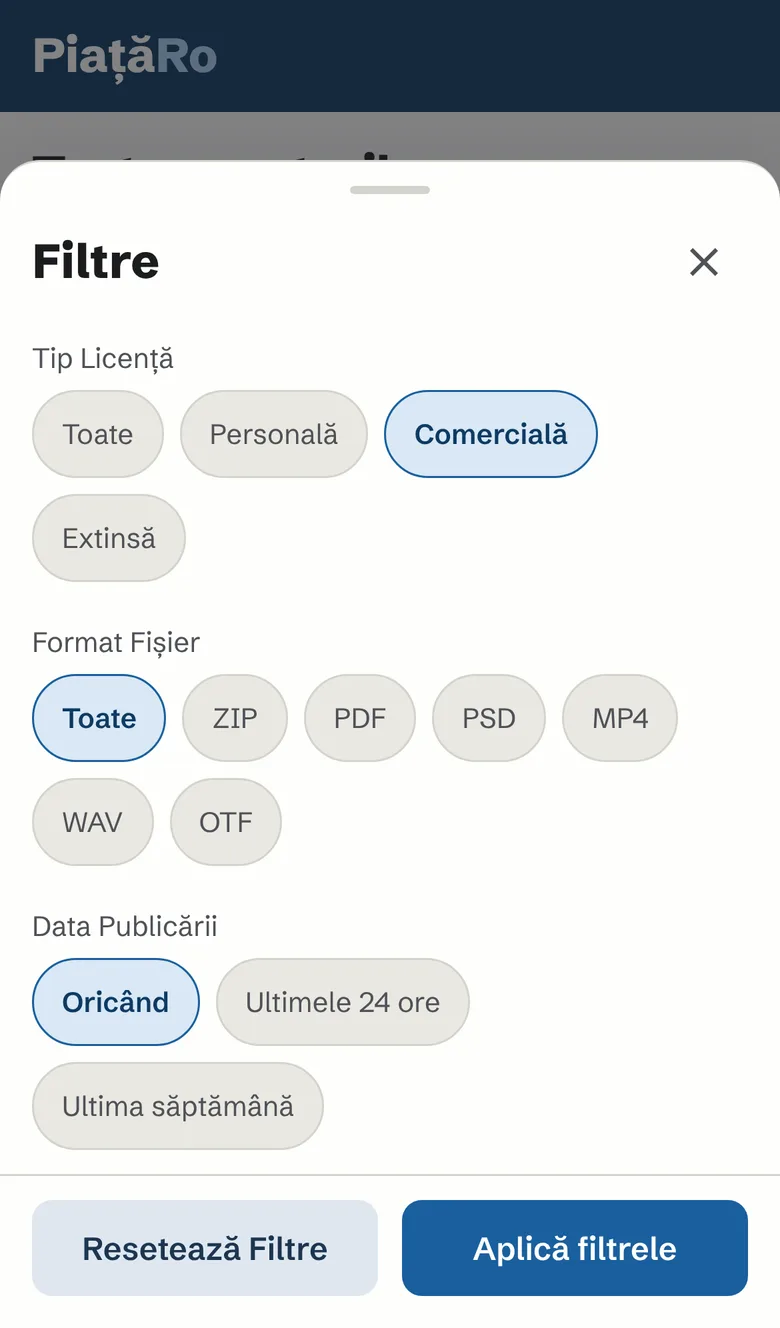 PiațăRo
Filtre
Tip Licență
Toate Personală Comercială
Extinsă
Format Fișier
Toate ZIP PDF PSD MP4
WAV OTF
Data Publicării
Oricând Ultimele 24 ore
Ultima săptămână
Resetează Filtre Aplică filtrele